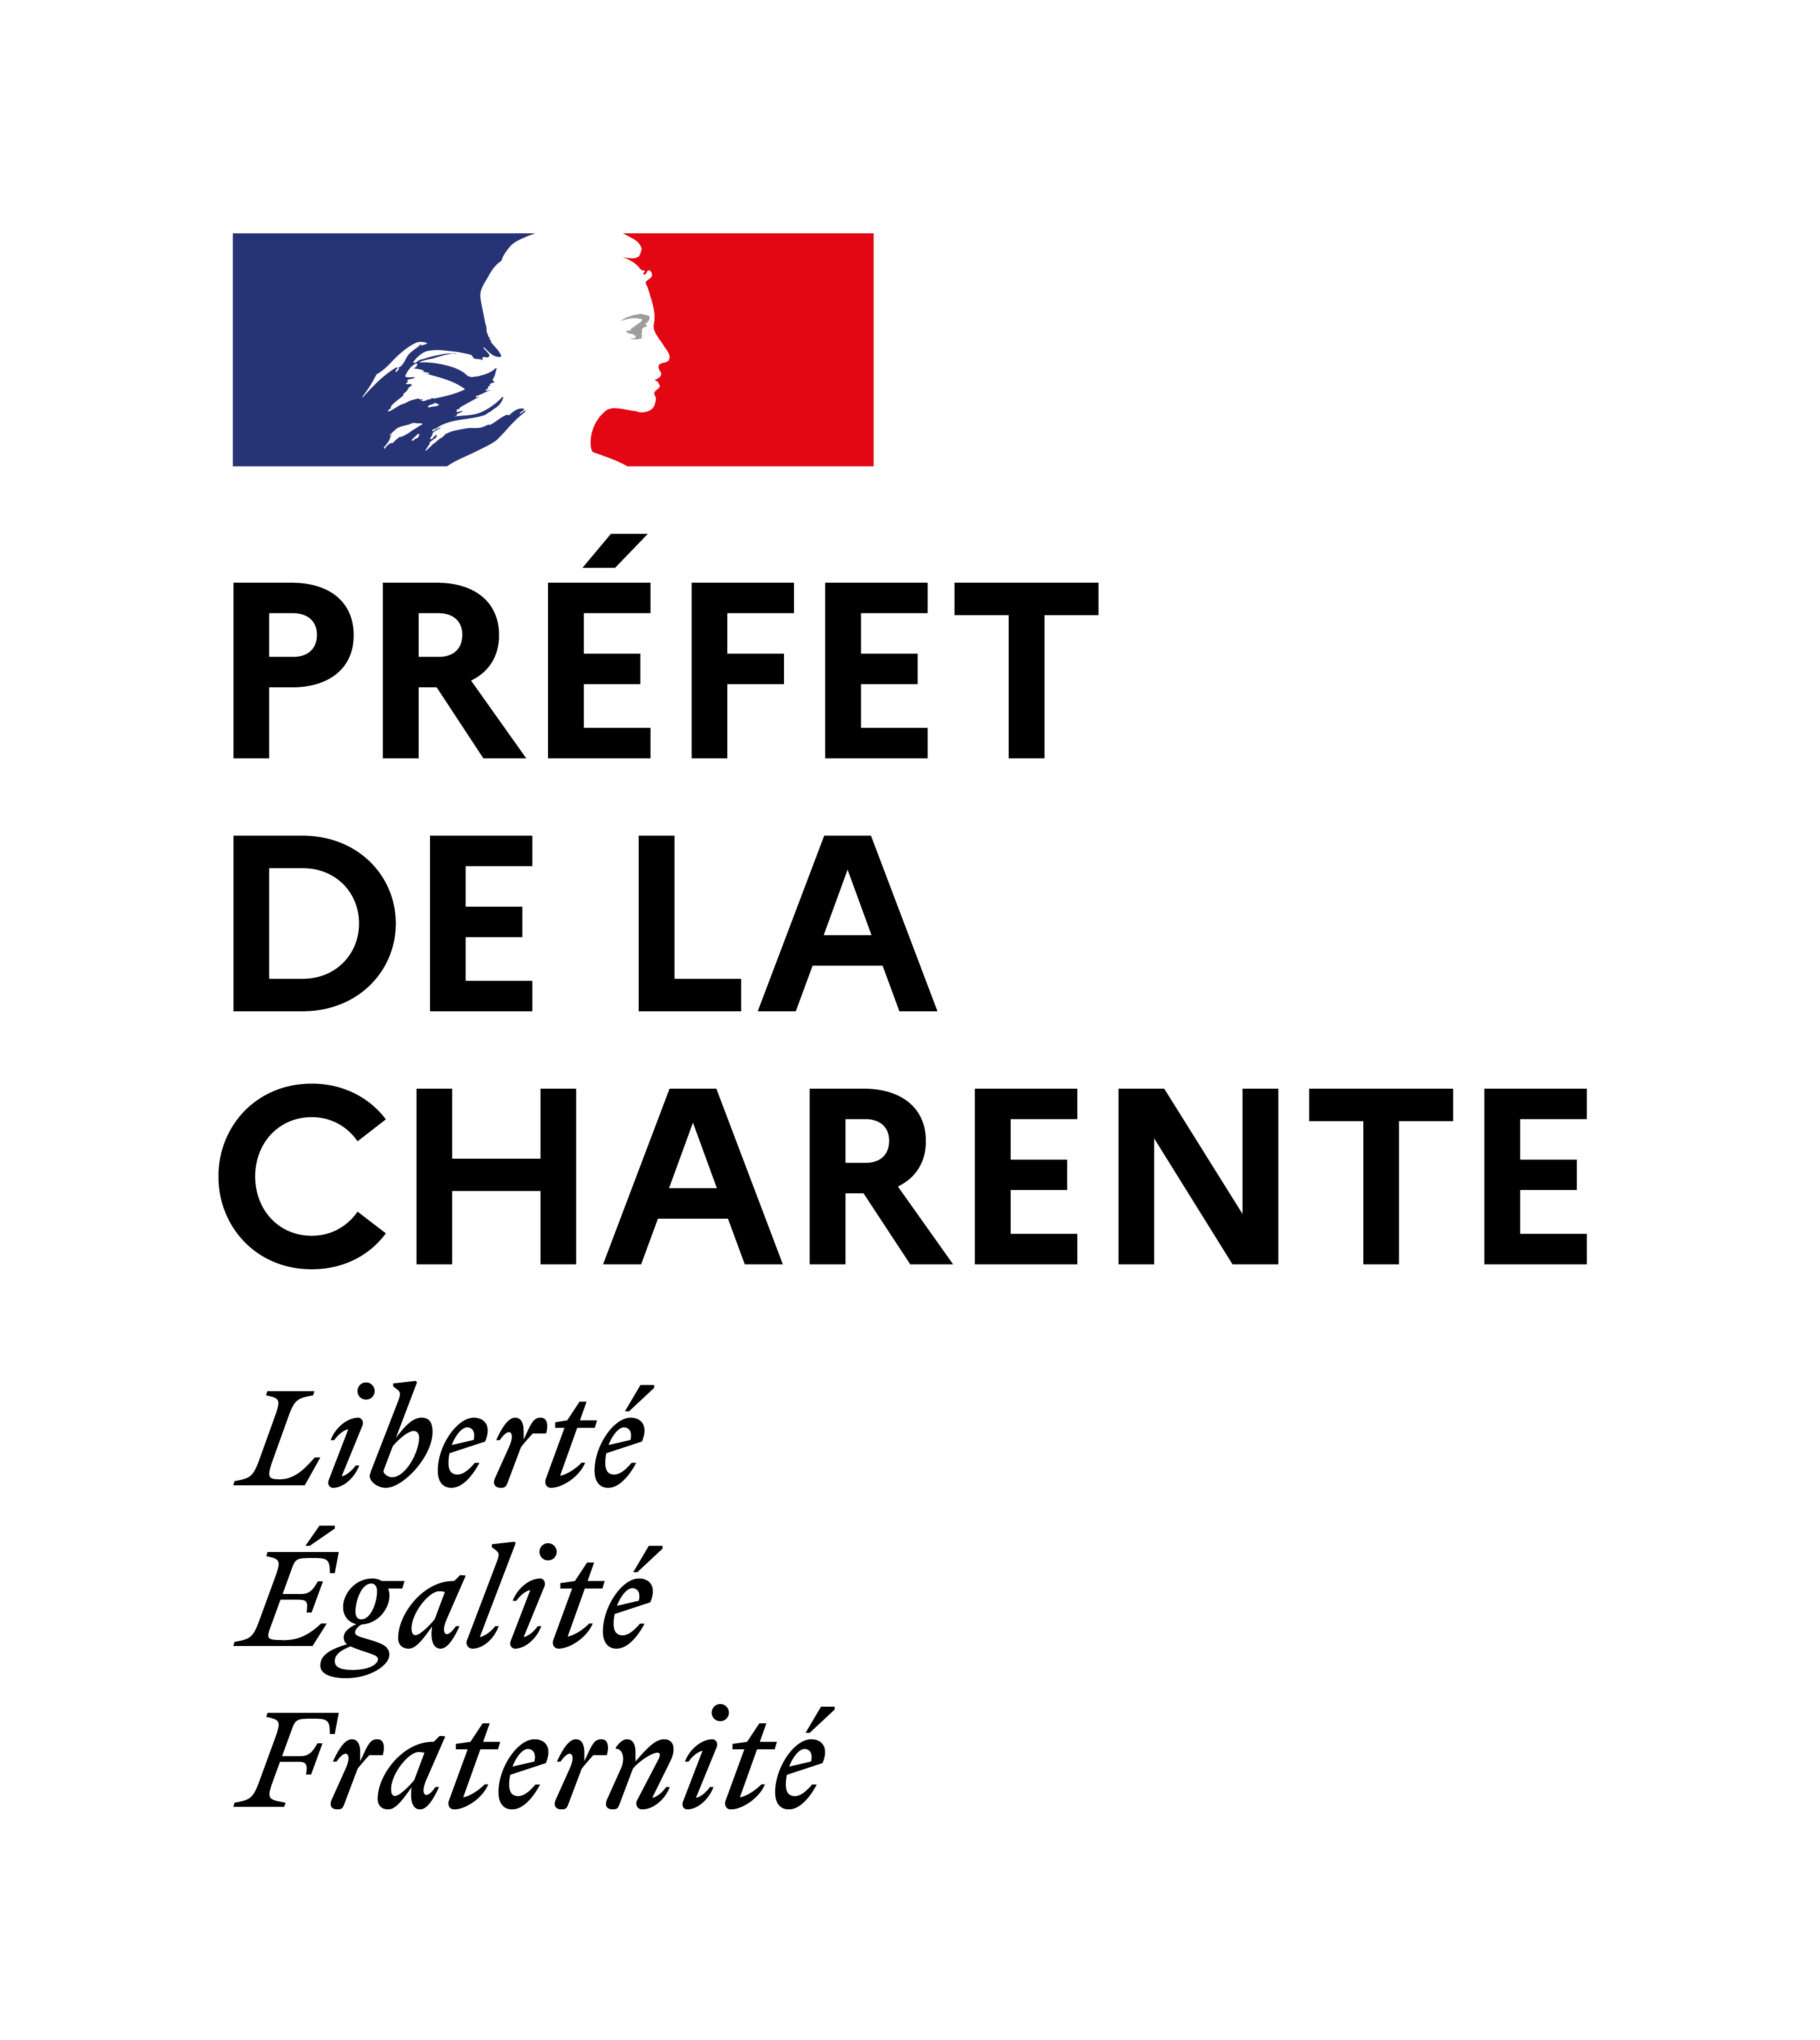 PRÉFET
DE LA
CHARENTE
Liberté
Égalité
Fraternité